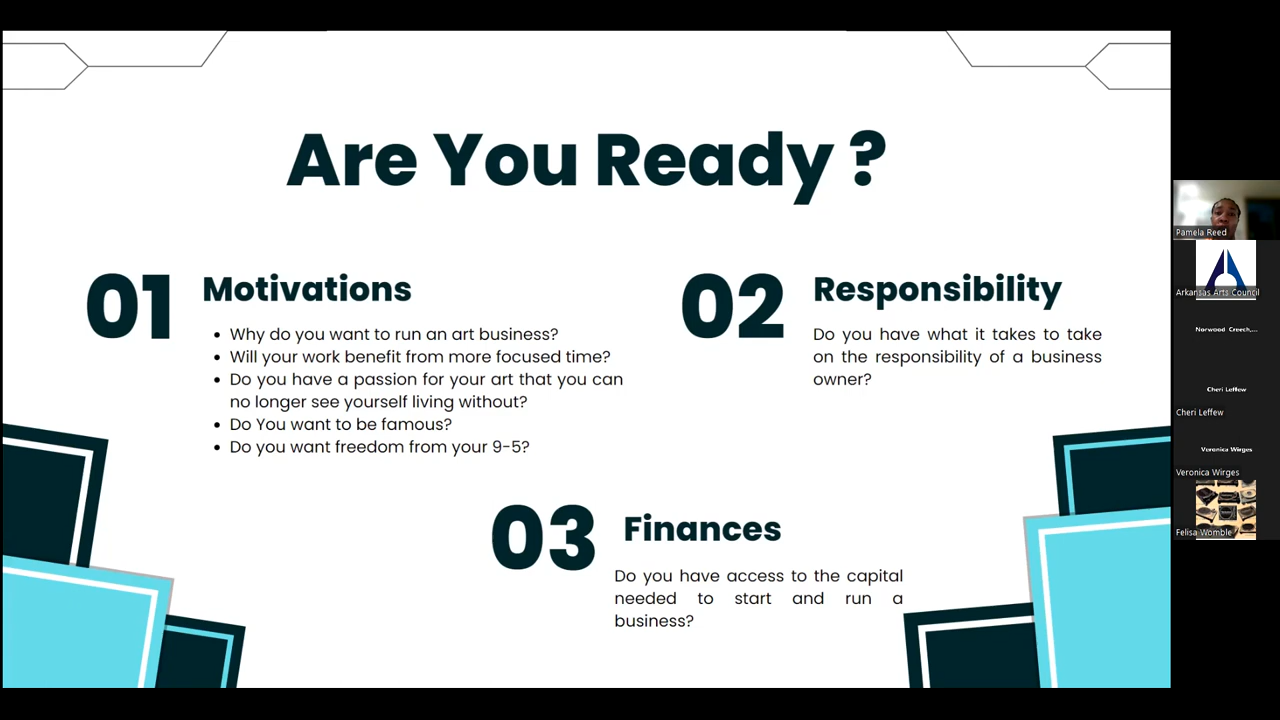 Are You Ready ?
01
Motivations
• Why do you want to run an art business?
• Will your work benefit from more focused time?
• Do you have a passion for your art that you can
no longer see yourself living without?
• Do You want to be famous?
• Do you want freedom from your 9-5?
02
Responsibility
Do you have what it takes to take
on the responsibility of a business
owner?
03
Finances
Do you have access to the capital
needed to start and run a
business?
Pamela Reed
Arkansas Arts Council
Norwood Creech,...
Cheri Leffew
Cheri Leffew
Veronica Wirges
Veronica Wirges
Felisa Womble